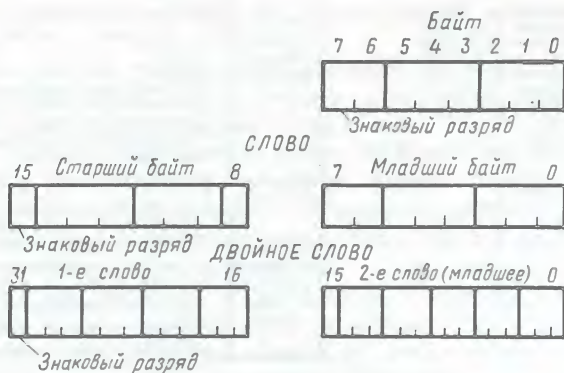 Байт
7 6 5 4 3 2 1 0
Знаковый разряд
СЛОВО
15 Старший байт 8
7 Младший байт 0
Знаковый разряд
ДВОЙНОЕ СЛОВО
31 1-е слово 16
15 2-е слово (младшее) 0
Знаковый разряд